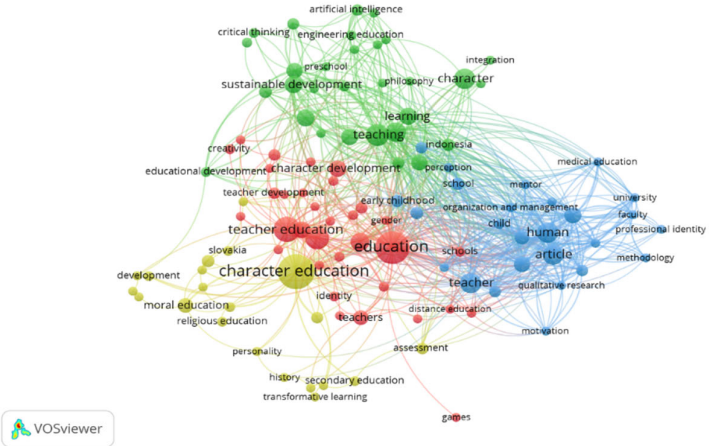 artificial intelligence
critical thinking
engineering education
integration
preschool
sustainable development
philosophy
character
learning
teaching
indonesia
creativity
medical education
educational development
character development
perception
school
mentor
teacher development
early childhood
university
organization and management
gender
child
faculty
teacher education
human
professional identity
education
slovakia
schools
article
methodology
character education
development
teacher
qualitative research
identity
moral education
distance education
religious education
teachers
motivation
assessment
personality
history
secondary education
transformative learning
games
VOSviewer